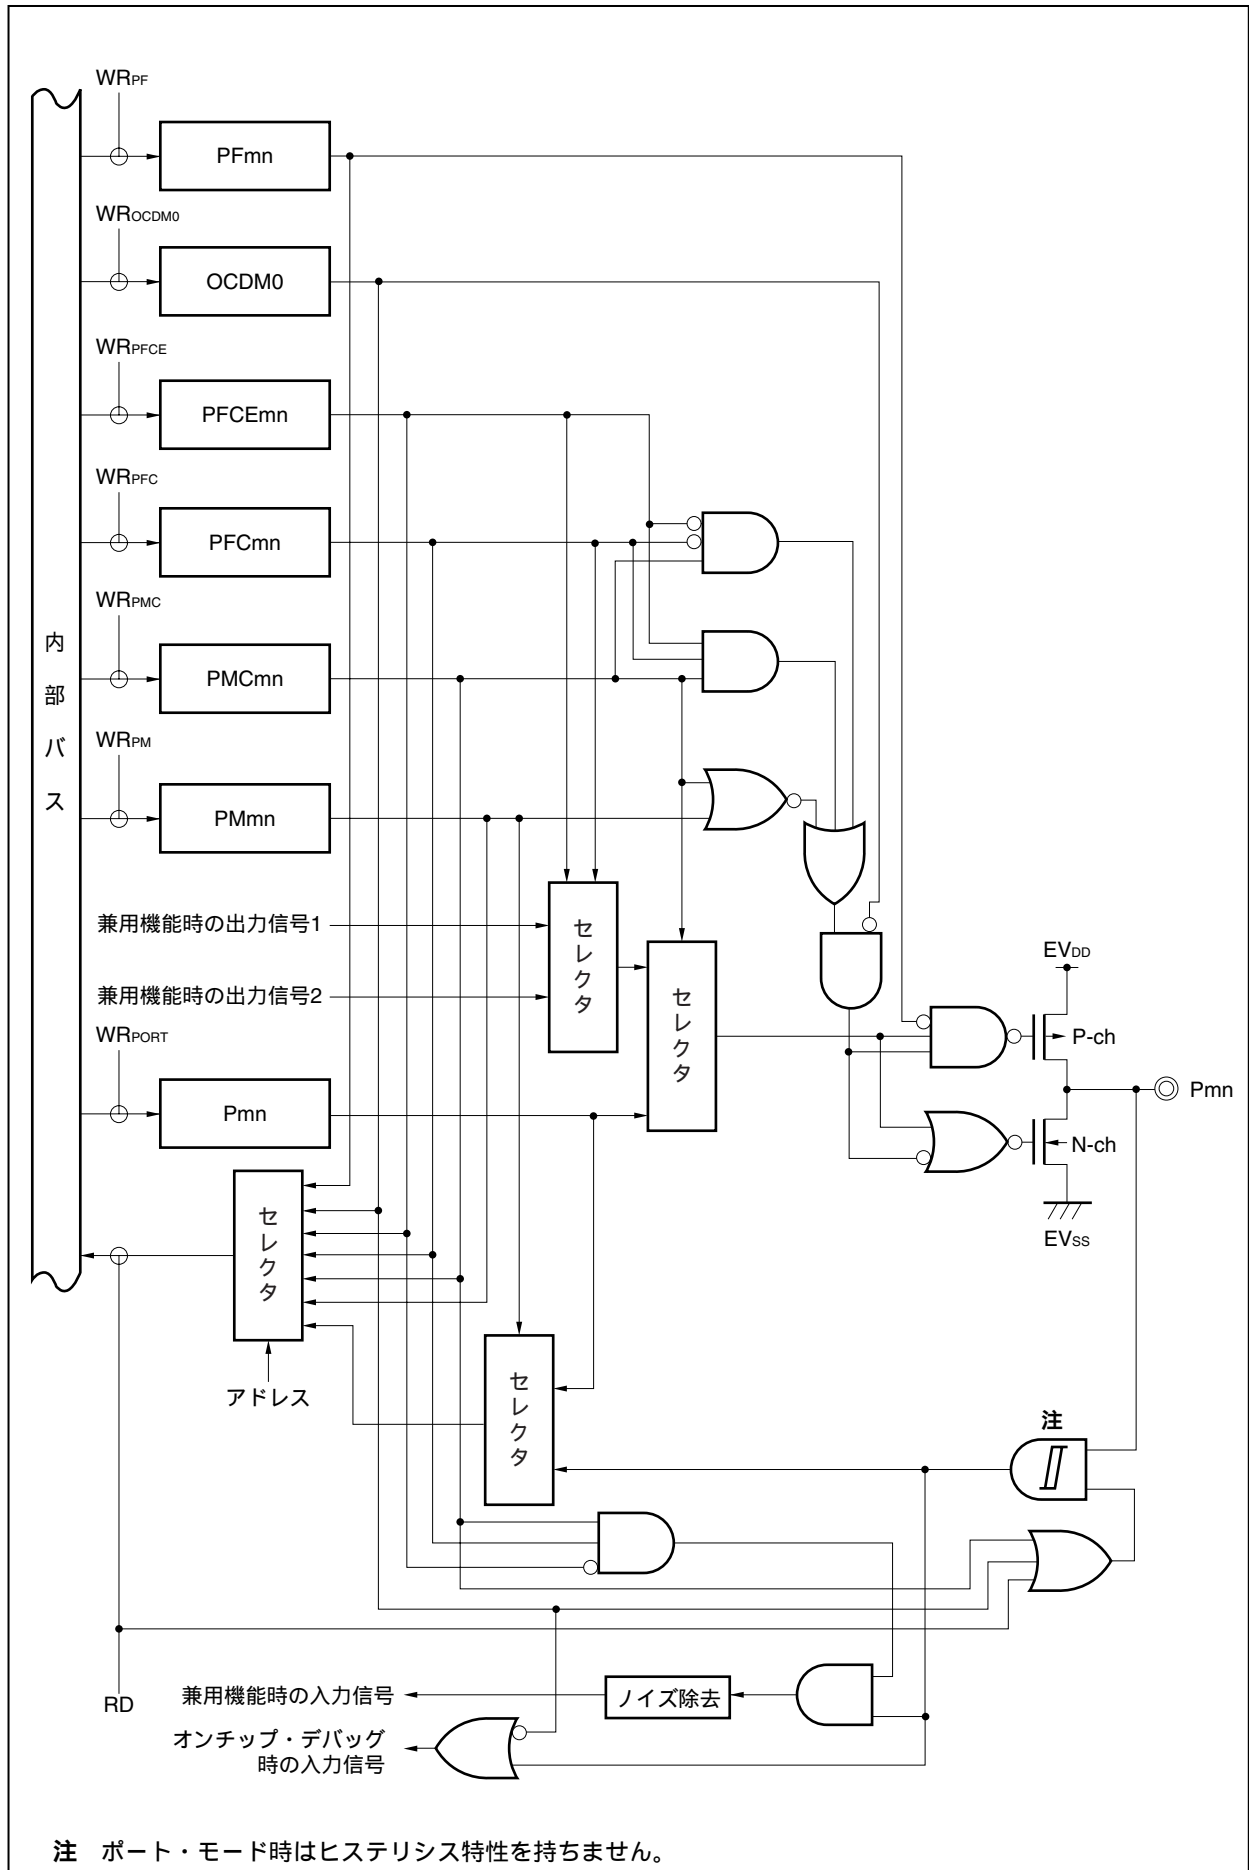 WRPF
PFmn
WROCDM0
OCDM0
WRPFCE
PFCEmn
WRPFC
PFCmn
WRPMC
内部バス
PMCmn
WRPM
PMmn
兼用機能時の出力信号1
セレクタ
兼用機能時の出力信号2
セレクタ
EVDD
P-ch
WRPORT
Pmn
Pmn
N-ch
EVSS
セレクタ
アドレス
セレクタ
注
RD
兼用機能時の入力信号
ノイズ除去
オンチップ・デバッグ
時の入力信号
注 ポート・モード時はヒステリシス特性を持ちません。